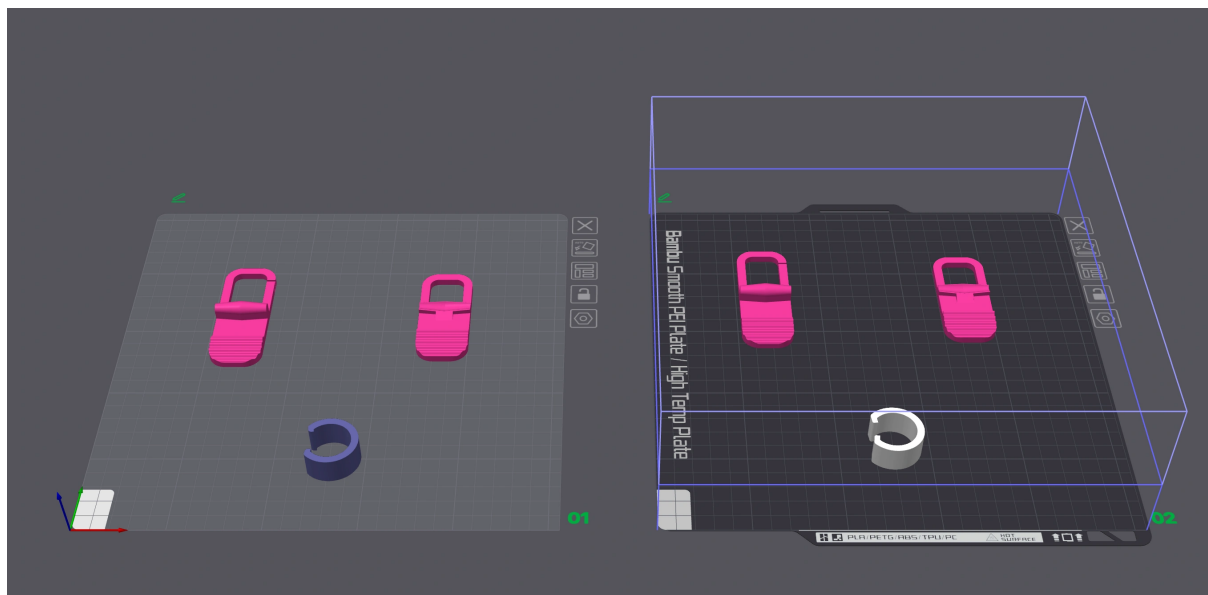 Bambu Smooth PEI Plate / High Temp Plate
01
02
PLA/PETG/ABS/TPU/PC
HOT
SURFACE